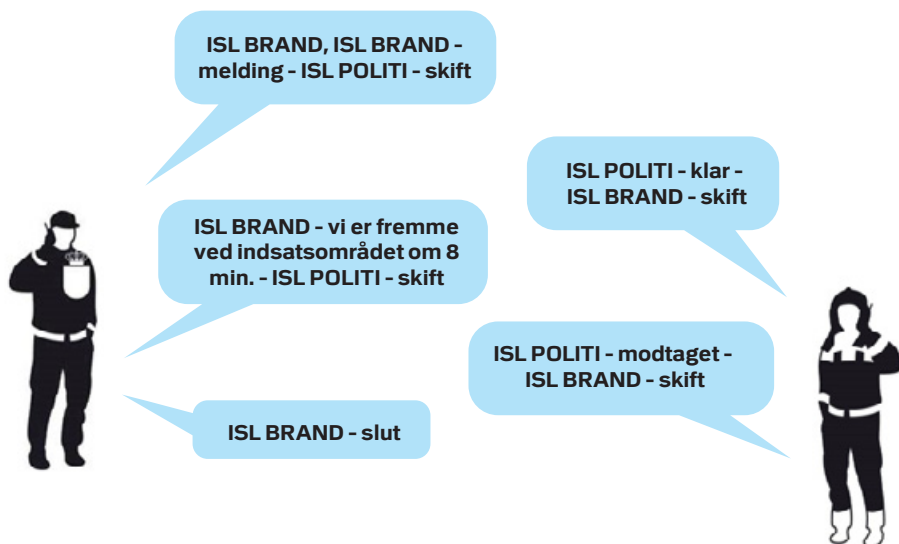 ISL BRAND, ISL BRAND -
melding - ISL POLITI - skift
ISL POLITI - klar -
ISL BRAND - skift
ISL BRAND - vi er fremme
ved indsatsområdet om 8
min. - ISL POLITI - skift
ISL POLITI - modtaget -
ISL BRAND - skift
ISL BRAND - slut